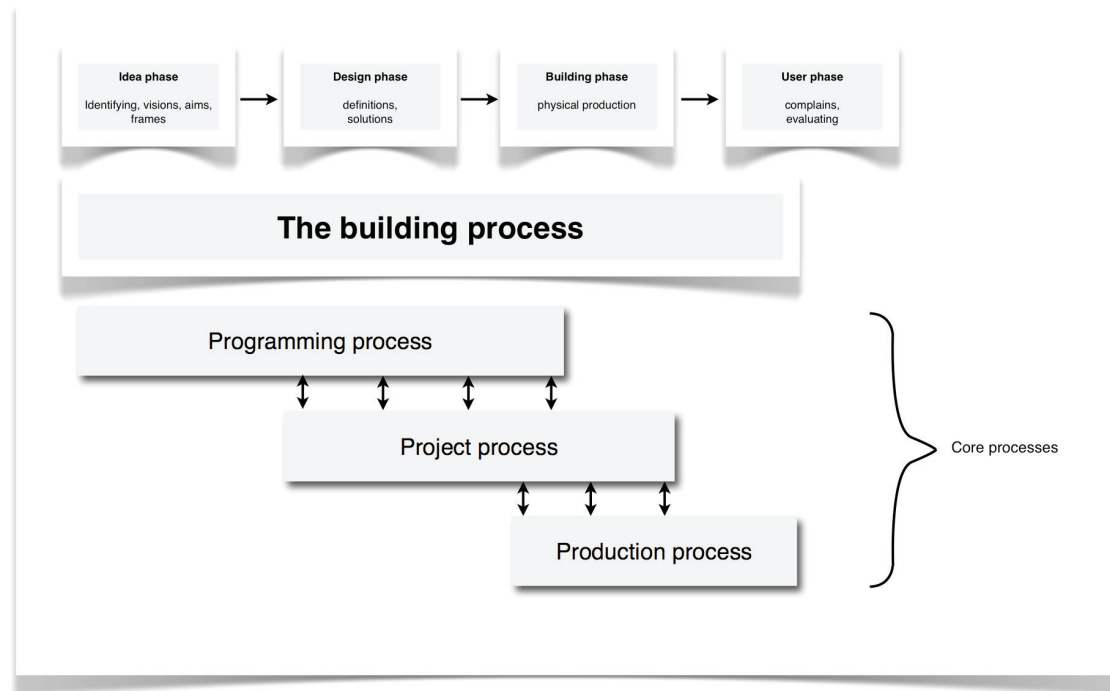 Idea phase
Identifying, visions, aims,
frames
Design phase
definitions,
solutions
Building phase
physical production
User phase
complains,
evaluating
The building process
Programming process
Project process
Production process
Core processes